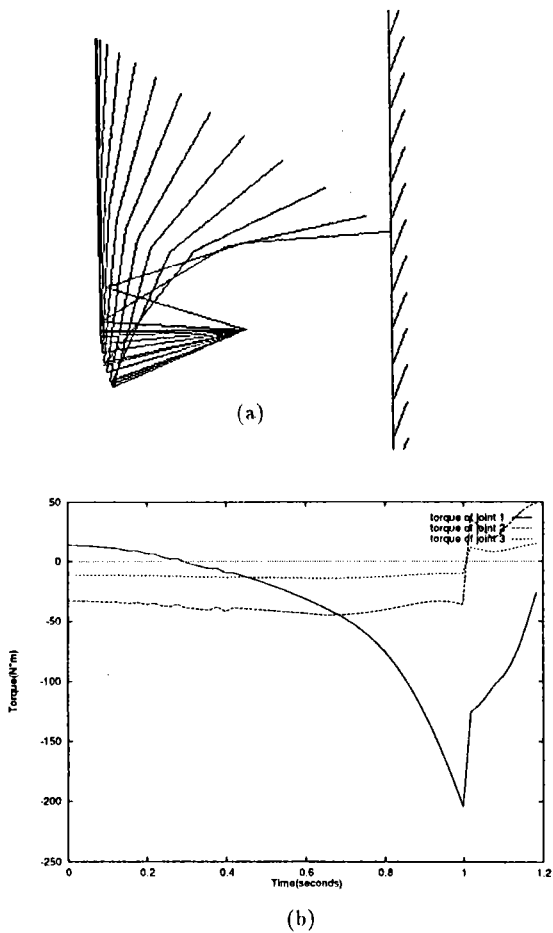 (a)
50
torque of joint 1
torque of joint 2
torque of joint 3
0
-50
-100
-150
-200
-250
Torque(N*m)
0 0.2 0.4 0.6 0.8 1 1.2
Time(seconds)
(b)